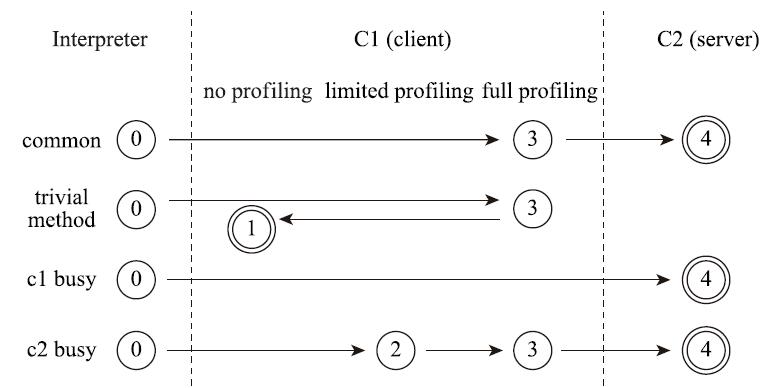 Interpreter C1 (client) C2 (server)
no profiling limited profiling full profiling
common 0 3 4
trivial
method 0 1 3
c1 busy 0 4
c2 busy 0 2 3 4